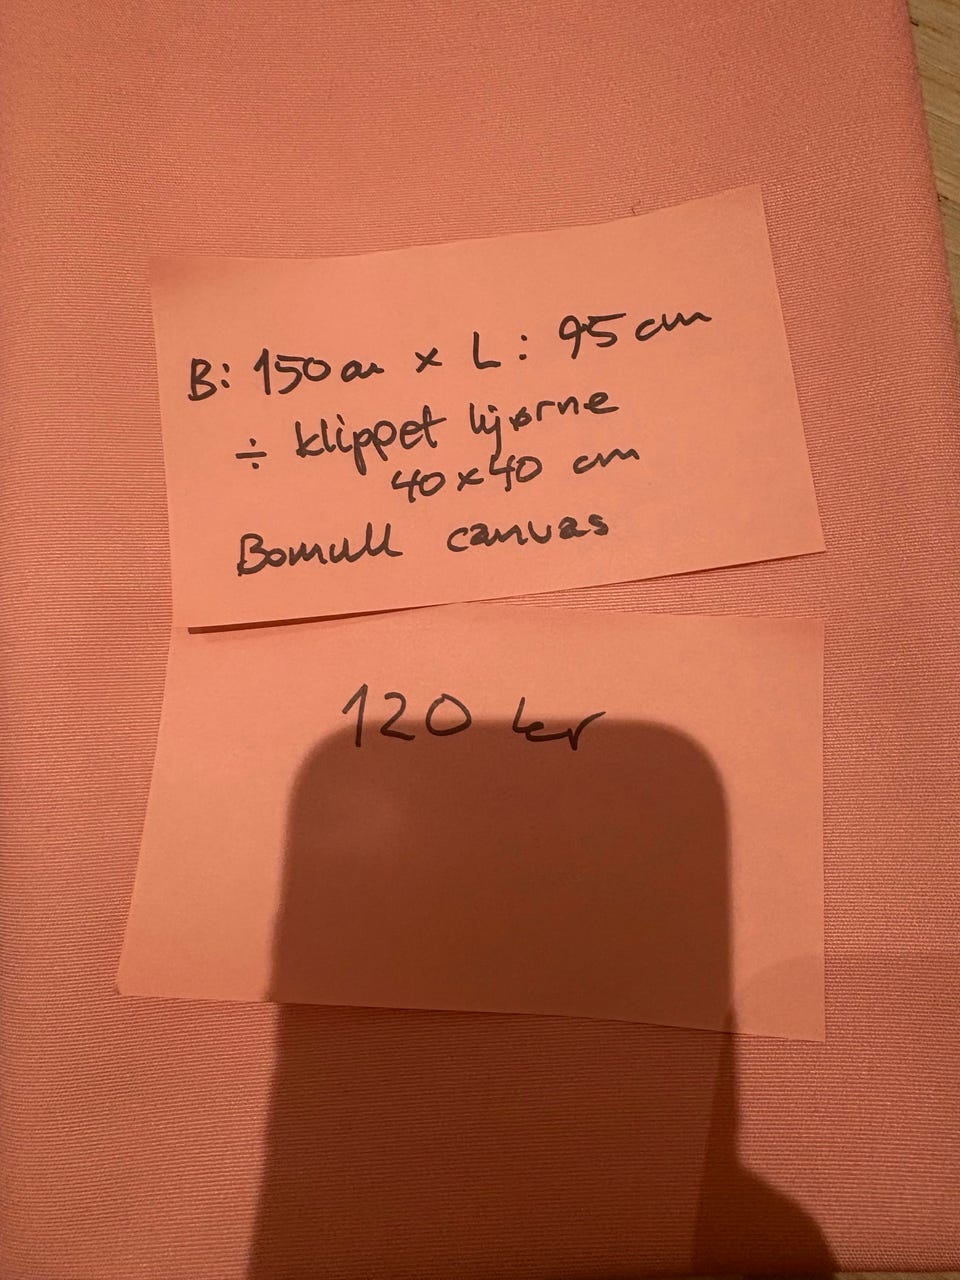 B: 150 cm x L: 95 cm
÷ klippet hjørne
40 x 40 cm
Bomull canvas
120 kr